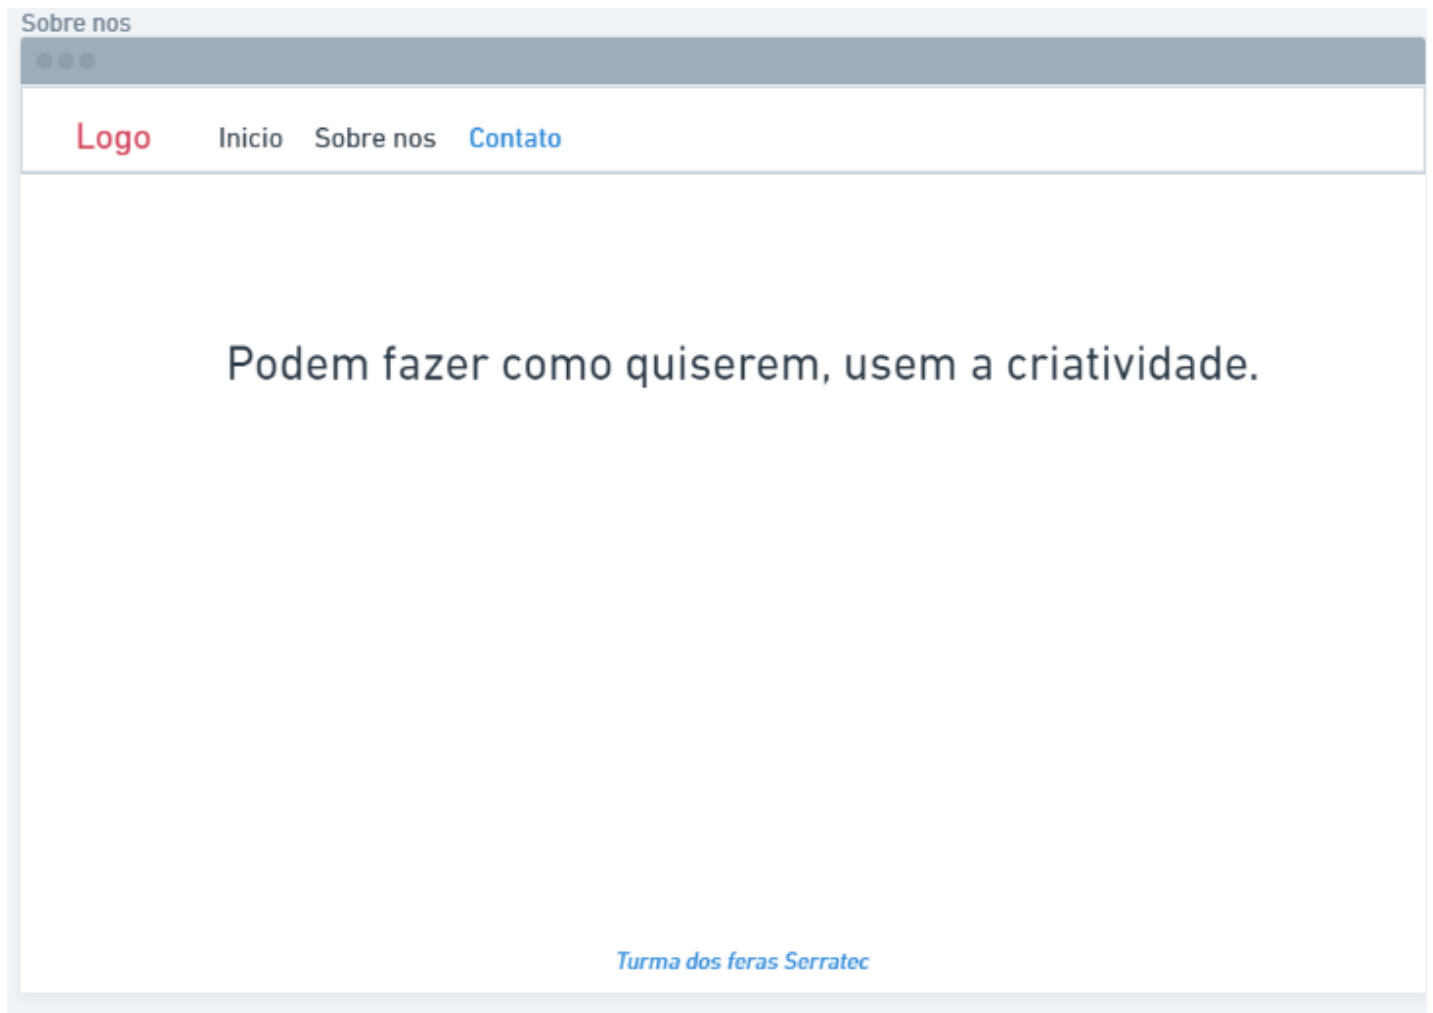 Sobre nos
Logo Inicio Sobre nos Contato
Podem fazer como quiserem, usem a criatividade.
Turma dos feras Serratec